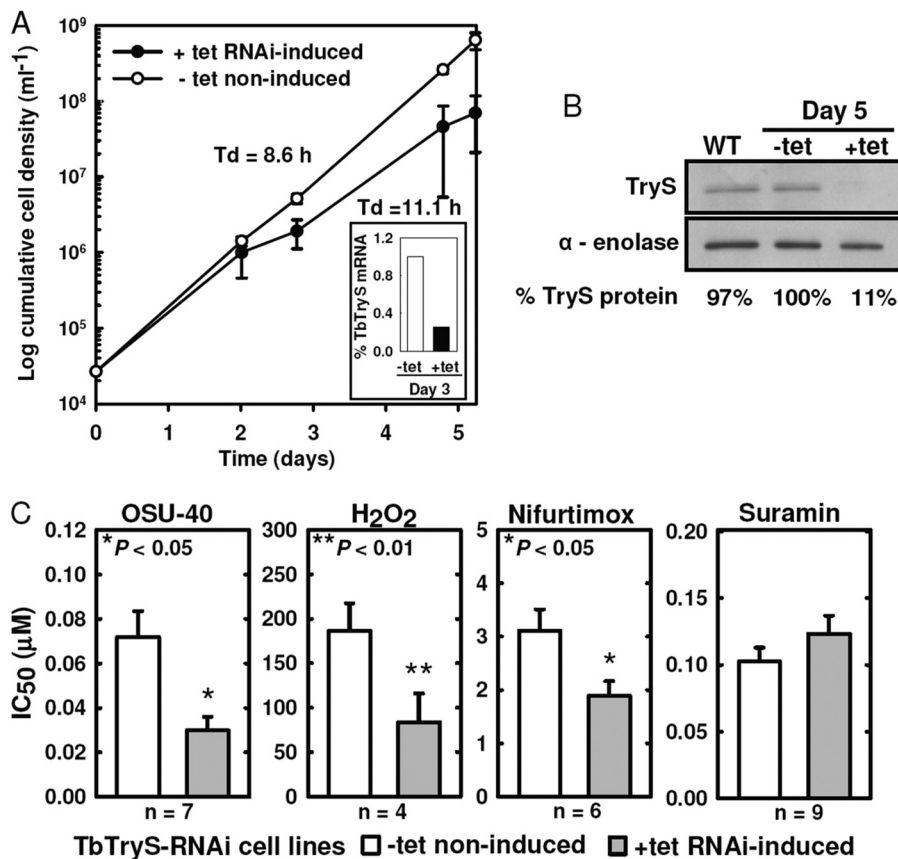 A
Log cumulative cell density (ml-1)
10⁹
10⁸
10⁷
10⁶
10⁵
10⁴
+ tet RNAi-induced
- tet non-induced
Td = 8.6 h
Td =11.1 h
% TbTryS mRNA
1.2
0.8
0.4
0.0
-tet +tet
Day 3
0 1 2 3 4 5
Time (days)
B
Day 5
WT -tet +tet
TryS
α - enolase
% TryS protein 97% 100% 11%
C
IC50 (µM)
OSU-40
* P < 0.05
0.12
0.10
0.08
0.06
0.04
0.02
0.00
*
n = 7
H2O2
** P < 0.01
300
250
200
150
100
50
0
**
n = 4
Nifurtimox
* P < 0.05
5
4
3
2
1
0
*
n = 6
Suramin
0.20
0.15
0.10
0.05
0.00
n = 9
TbTryS-RNAi cell lines -tet non-induced +tet RNAi-induced